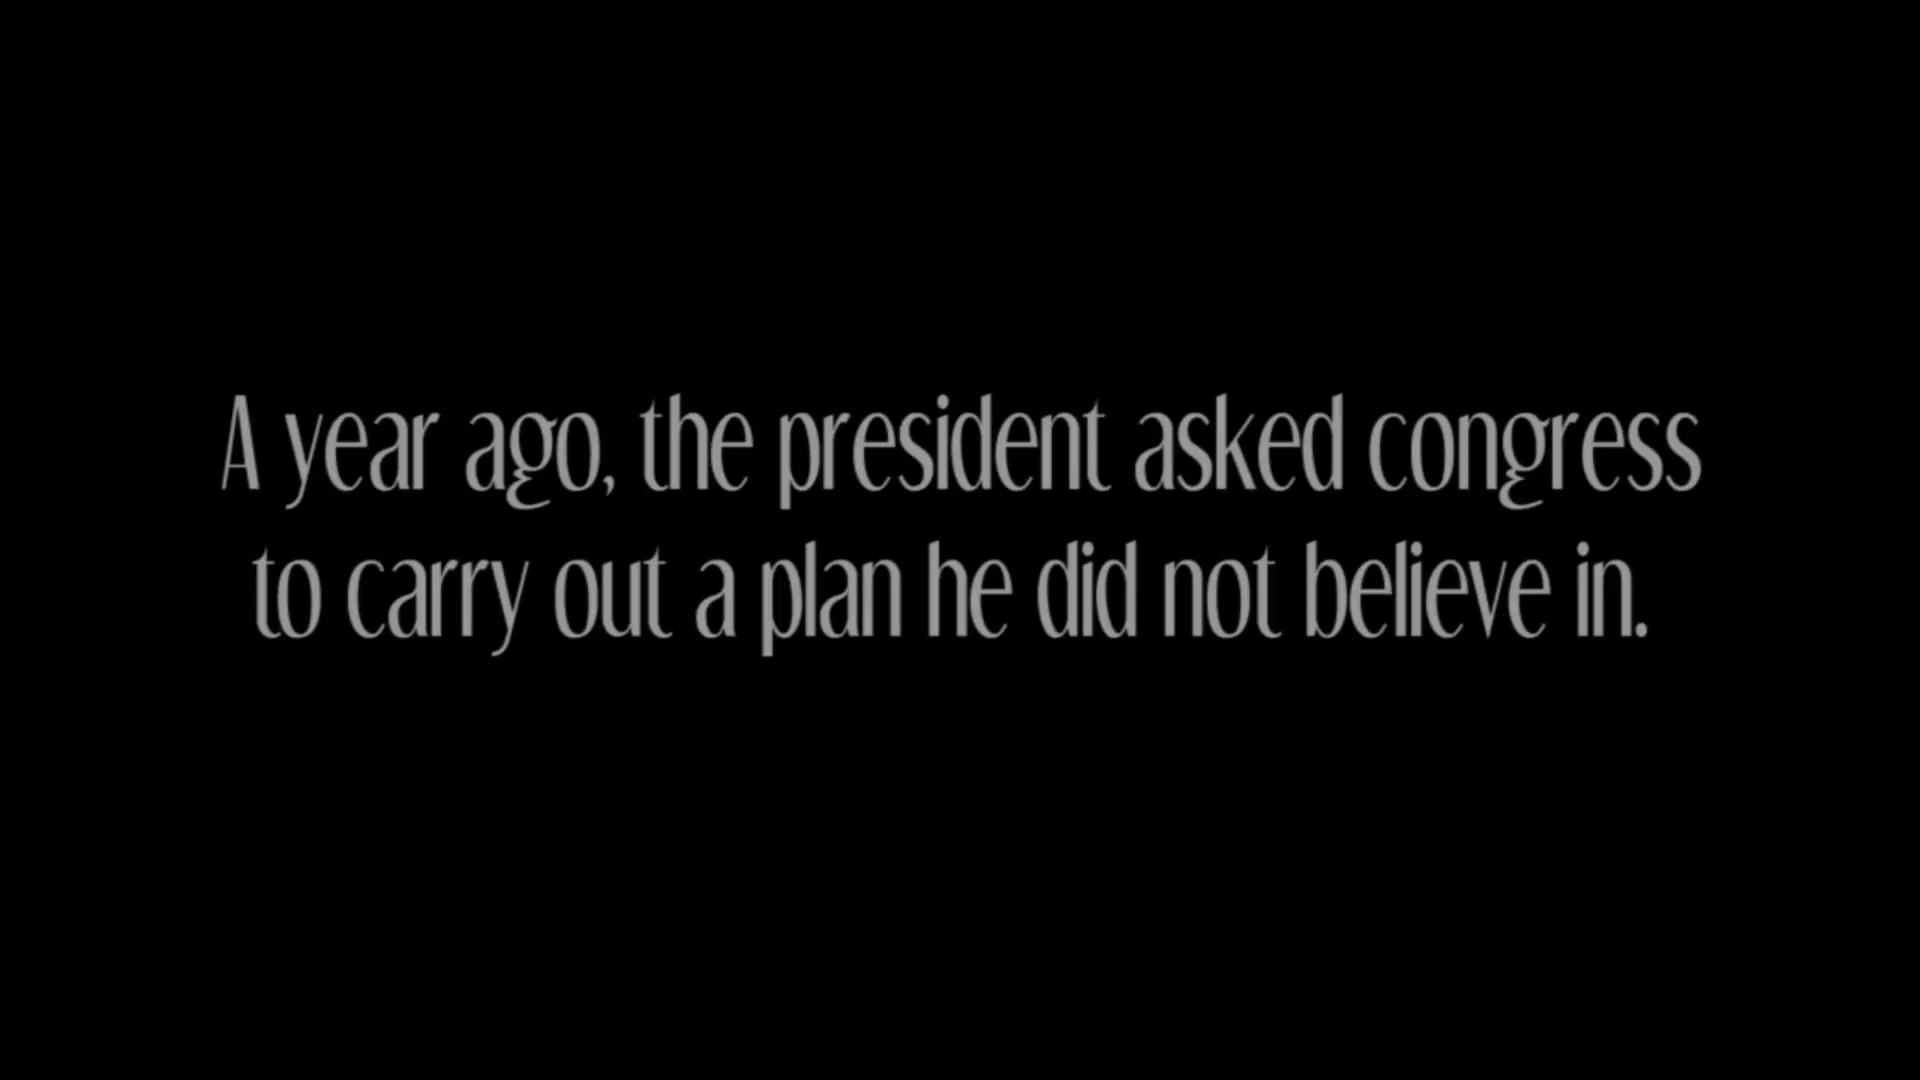 A year ago, the president asked congress
to carry out a plan he did not believe in.